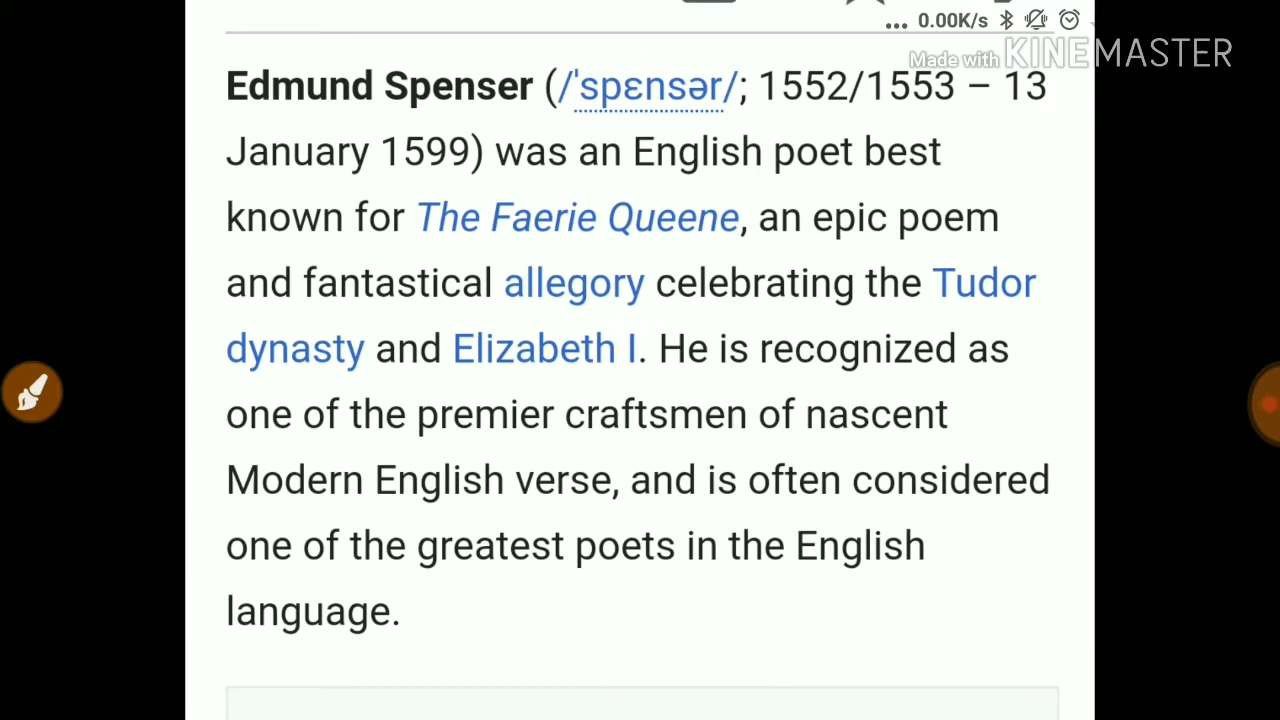 ... 0.00K/s
Made with KINEMASTER
Edmund Spenser (/ˈspɛnsər/; 1552/1553 – 13
January 1599) was an English poet best
known for The Faerie Queene, an epic poem
and fantastical allegory celebrating the Tudor
dynasty and Elizabeth I. He is recognized as
one of the premier craftsmen of nascent
Modern English verse, and is often considered
one of the greatest poets in the English
language.